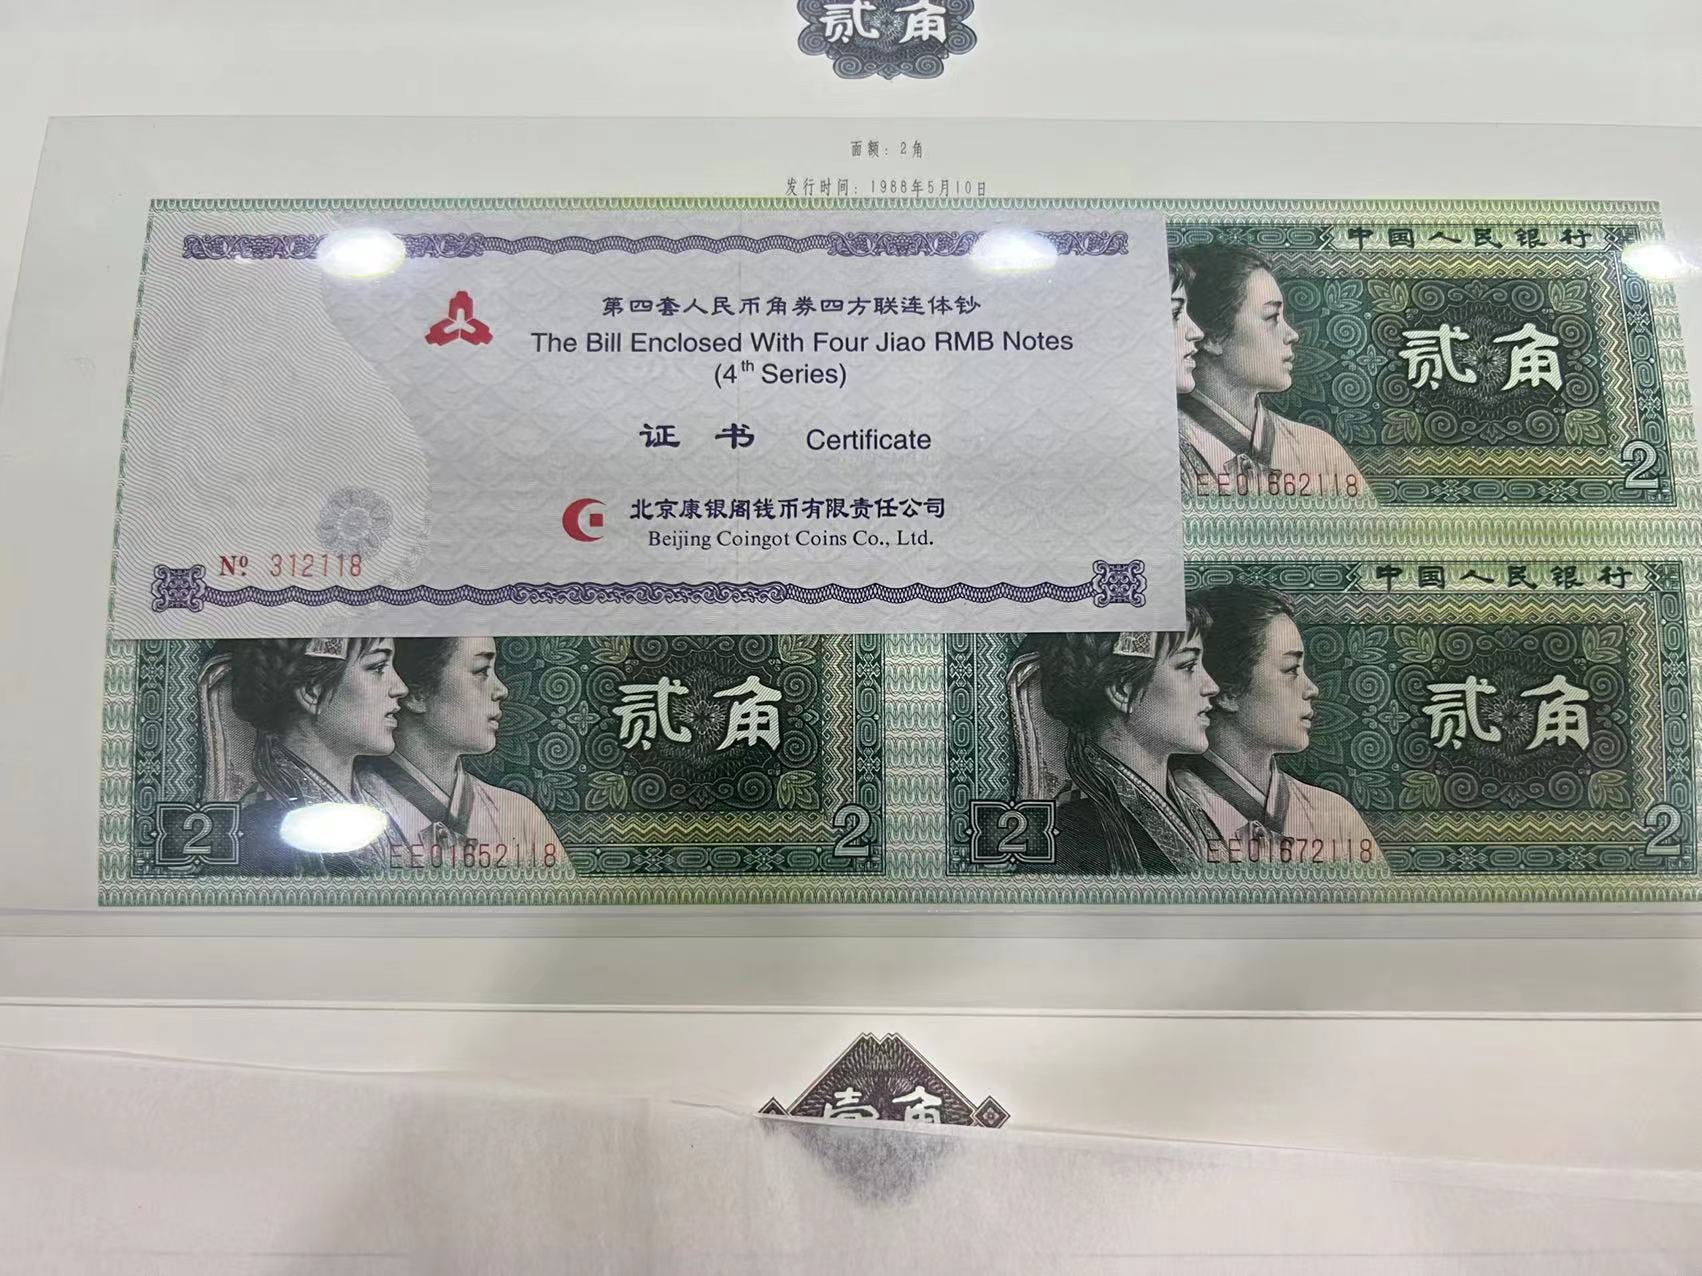 贰角
面额：2角
发行时间：1988年5月10日
第四套人民币角券四方联连体钞
The Bill Enclosed With Four Jiao RMB Notes
(4th Series)
证书 Certificate
北京康银阁钱币有限责任公司
Beijing Coingot Coins Co., Ltd.
Nº 312118
中国人民银行
贰角
EE01662118
2
中国人民银行
贰角
2
EE01652118
2
贰角
2
EE01672118
2
壹角